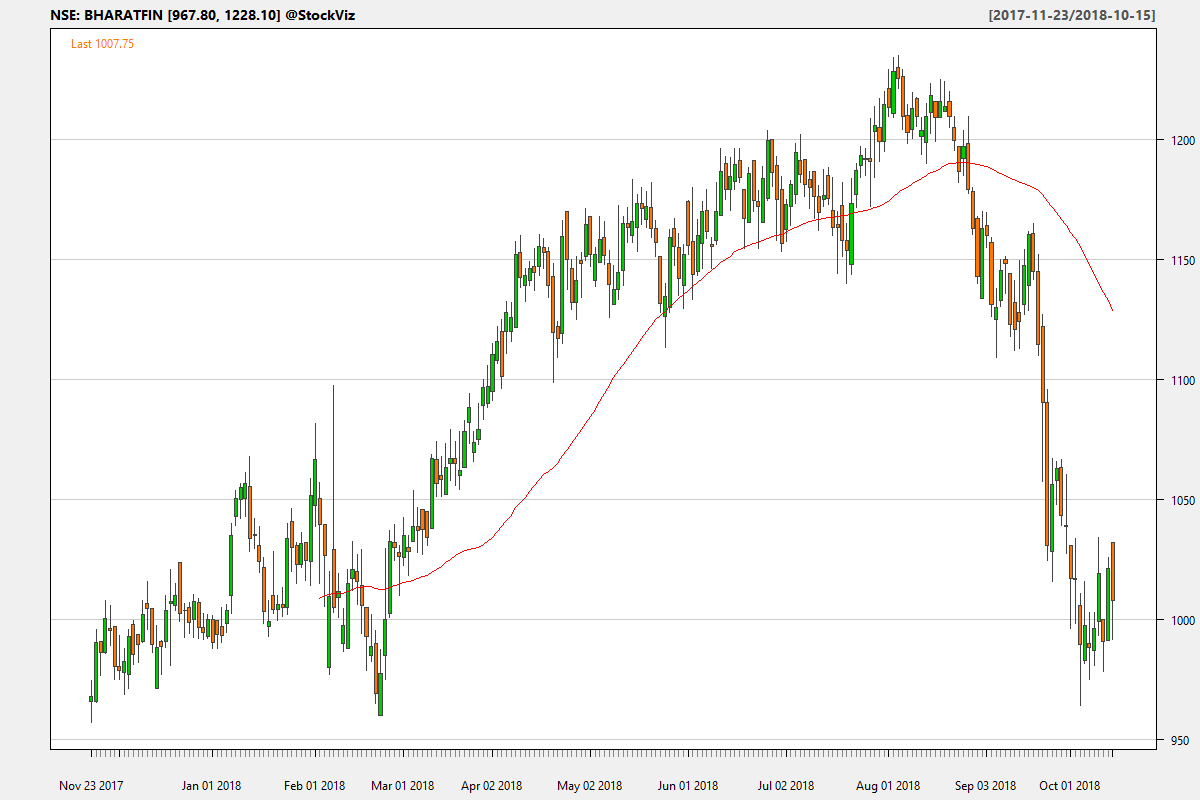 NSE: BHARATFIN [967.80, 1228.10] @StockViz
[2017-11-23/2018-10-15]
Last 1007.75
1200
1150
1100
1050
1000
950
Nov 23 2017
Jan 01 2018
Feb 01 2018
Mar 01 2018
Apr 02 2018
May 02 2018
Jun 01 2018
Jul 02 2018
Aug 01 2018
Sep 03 2018
Oct 01 2018